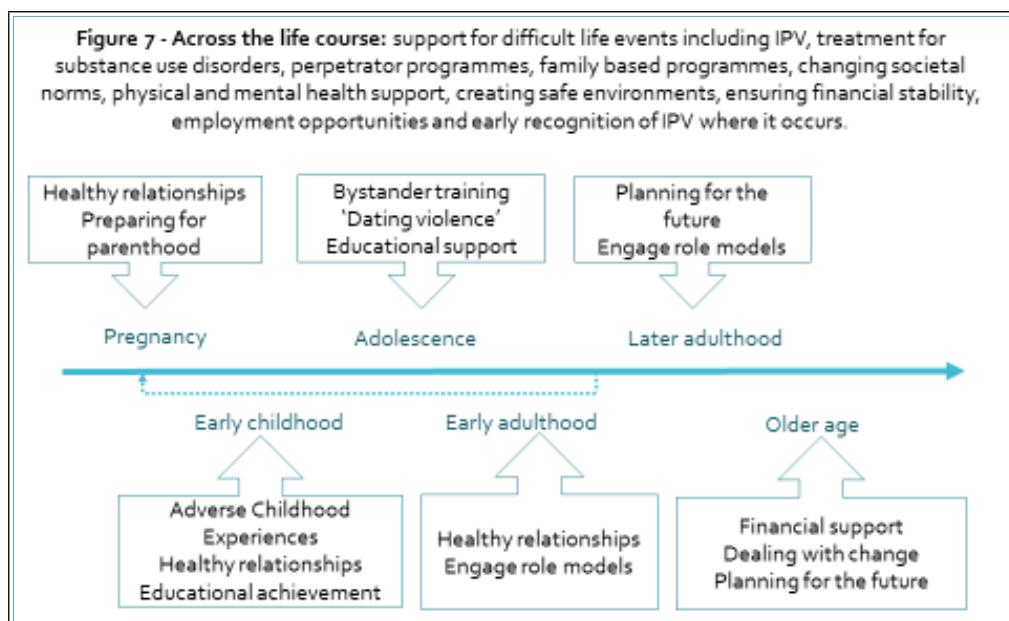 Figure 7 - Across the life course: support for difficult life events including IPV, treatment for
substance use disorders, perpetrator programmes, family based programmes, changing societal
norms, physical and mental health support, creating safe environments, ensuring financial stability,
employment opportunities and early recognition of IPV where it occurs.
Healthy relationships
Preparing for
parenthood
Bystander training
'Dating violence'
Educational support
Planning for the
future
Engage role models
Pregnancy
Adolescence
Later adulthood
Early childhood
Early adulthood
Older age
Adverse Childhood
Experiences
Healthy relationships
Educational achievement
Healthy relationships
Engage role models
Financial support
Dealing with change
Planning for the future